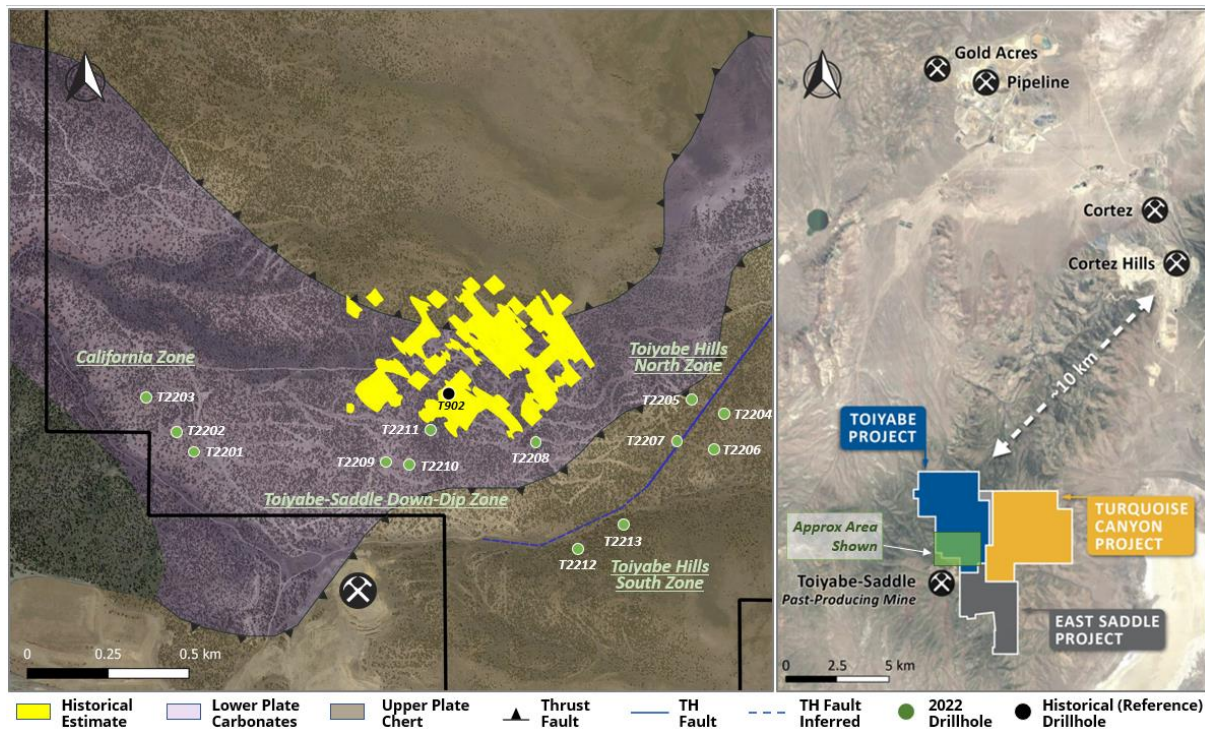 California Zone
T2203
T2202
T2201
T902
T2211
T2209
T2210
T2208
Toiyabe-Saddle Down-Dip Zone
Toiyabe Hills
North Zone
T2205
T2204
T2207
T2206
T2213
T2212
Toiyabe Hills
South Zone
0 0.25 0.5 km
Gold Acres
Pipeline
Cortez
Cortez Hills
~10 km
TOIYABE
PROJECT
TURQUOISE
CANYON
PROJECT
Approx Area
Shown
Toiyabe-Saddle
Past-Producing Mine
EAST SADDLE
PROJECT
0 2.5 5 km
Historical
Estimate
Lower Plate
Carbonates
Upper Plate
Chert
Thrust
Fault
TH
Fault
TH Fault
Inferred
2022
Drillhole
Historical (Reference)
Drillhole